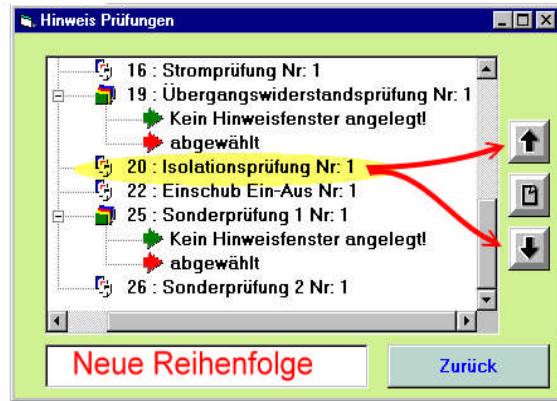 Hinweis Prüfungen
16 : Stromprüfung Nr: 1
19 : Übergangswiderstandsprüfung Nr: 1
Kein Hinweisfenster angelegt!
abgewählt
20 : Isolationsprüfung Nr: 1
22 : Einschub Ein-Aus Nr: 1
25 : Sonderprüfung 1 Nr: 1
Kein Hinweisfenster angelegt!
abgewählt
26 : Sonderprüfung 2 Nr: 1
Neue Reihenfolge
Zurück